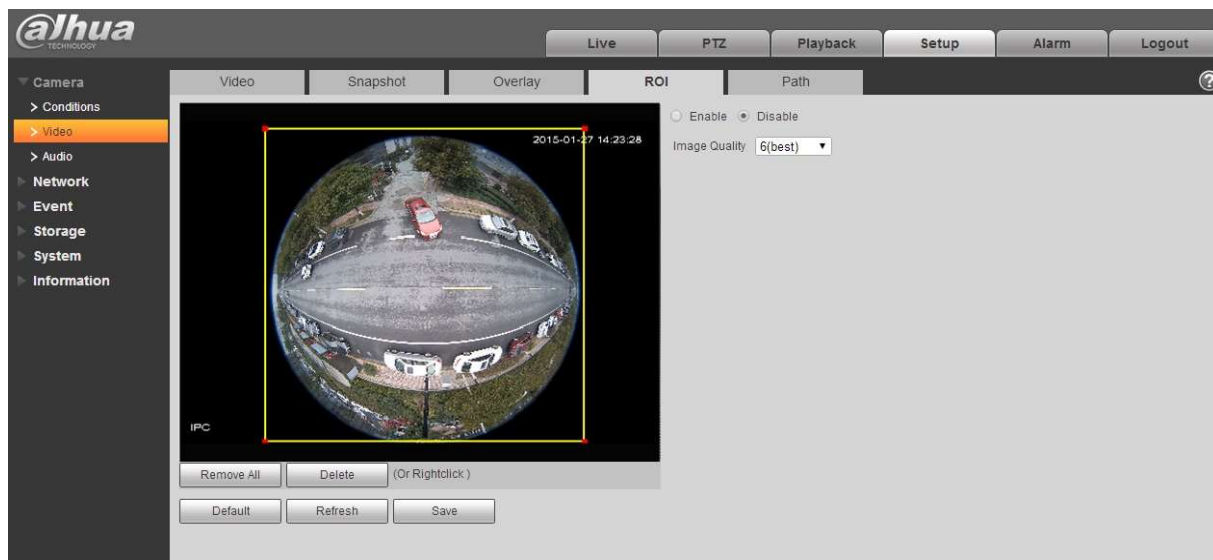 alhua
TECHNOLOGY
Live PTZ Playback Setup Alarm Logout
Camera
> Conditions
> Video
> Audio
Network
Event
Storage
System
Information
Video Snapshot Overlay ROI Path
?
2015-01-27 14:23:28
IPC
Enable Disable
Image Quality 6(best)
Remove All Delete (Or Rightclick )
Default Refresh Save